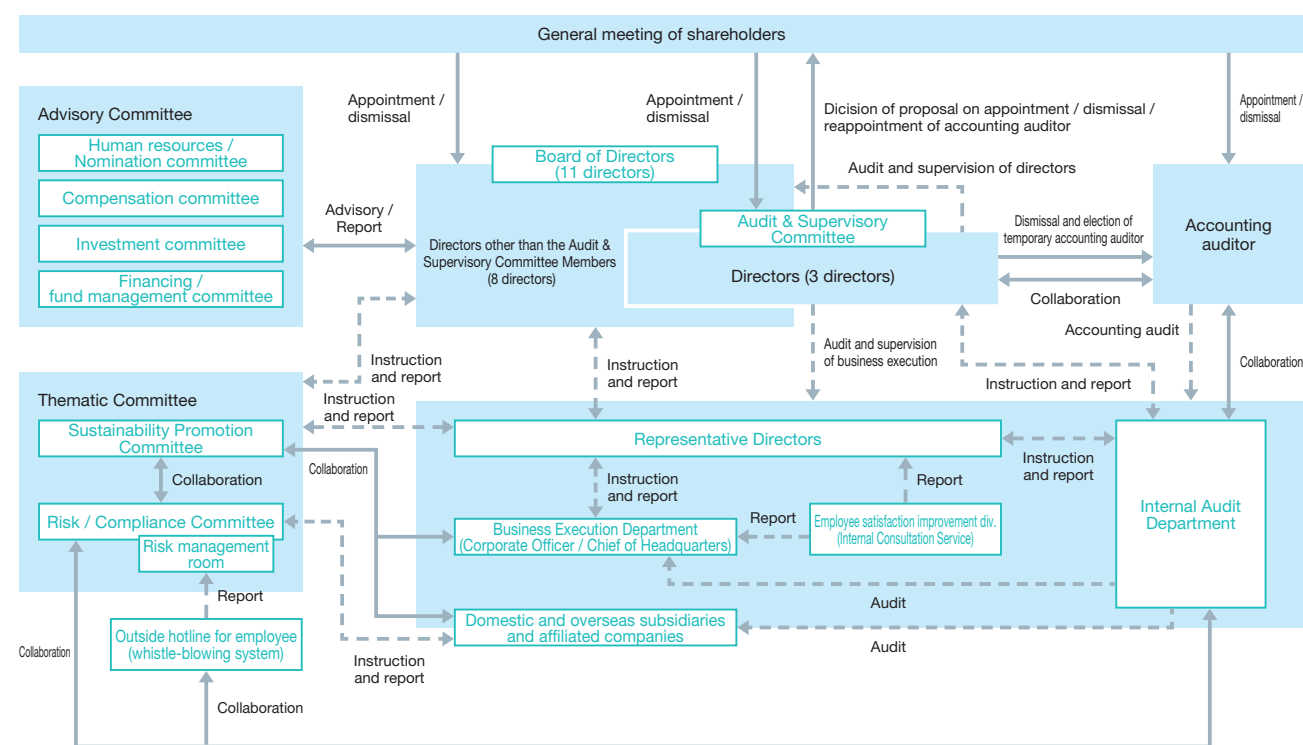 General meeting of shareholders
Advisory Committee
Human resources /
Nomination committee
Compensation committee
Investment committee
Financing /
fund management committee
Appointment /
dismissal
Appointment /
dismissal
Dicision of proposal on appointment / dismissal /
reappointment of accounting auditor
Appointment /
dismissal
Board of Directors
(11 directors)
Audit and supervision of directors
Advisory /
Report
Directors other than the Audit &
Supervisory Committee Members
(8 directors)
Audit & Supervisory
Committee
Directors (3 directors)
Dismissal and election of
temporary accounting auditor
Collaboration
Accounting
auditor
Accounting audit
Instruction
and report
Instruction
and report
Audit and supervision
of business execution
Instruction and report
Collaboration
Thematic Committee
Sustainability Promotion
Committee
Collaboration
Risk / Compliance Committee
Risk management
room
Instruction
and report
Collaboration
Representative Directors
Instruction
and report
Report
Instruction
and report
Internal Audit
Department
Business Execution Department
(Corporate Officer / Chief of Headquarters)
Report
Employee satisfaction improvement div.
(Internal Consultation Service)
Audit
Report
Domestic and overseas subsidiaries
and affiliated companies
Audit
Outside hotline for employee
(whistle-blowing system)
Collaboration
Instruction
and report
Collaboration